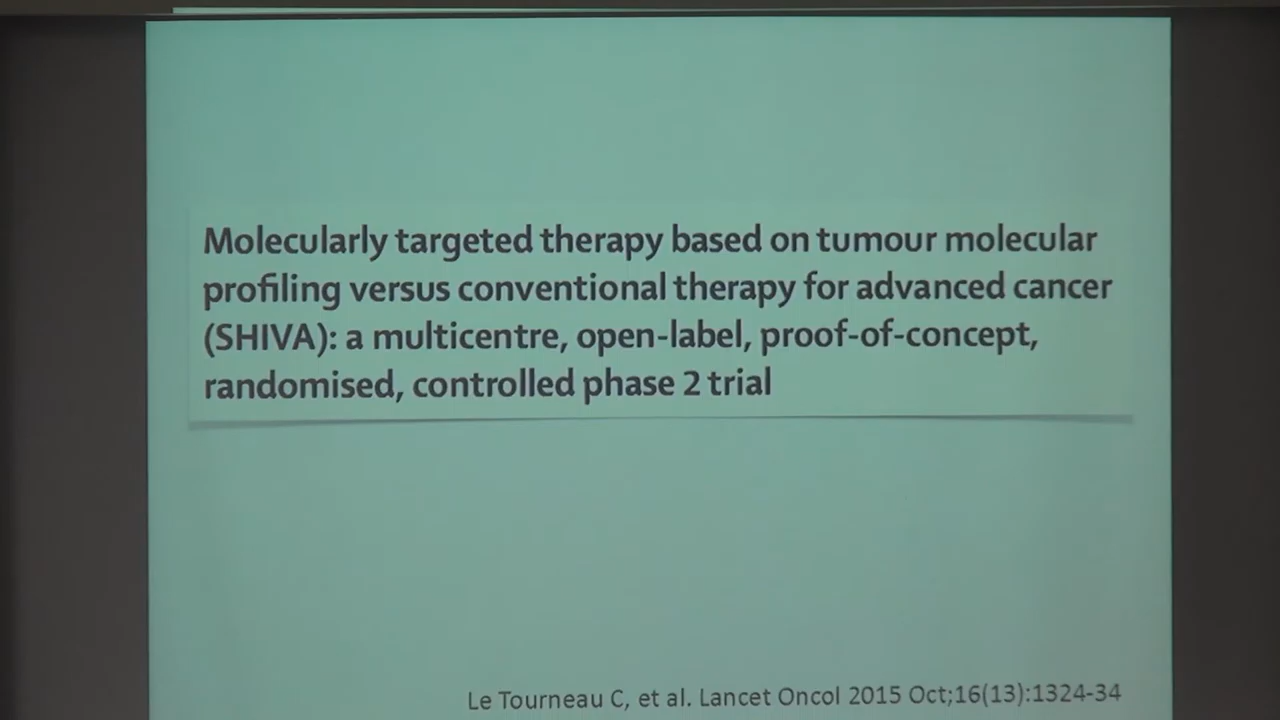 Molecularly targeted therapy based on tumour molecular
profiling versus conventional therapy for advanced cancer
(SHIVA): a multicentre, open-label, proof-of-concept,
randomised, controlled phase 2 trial
Le Tourneau C, et al. Lancet Oncol 2015 Oct;16(13):1324-34